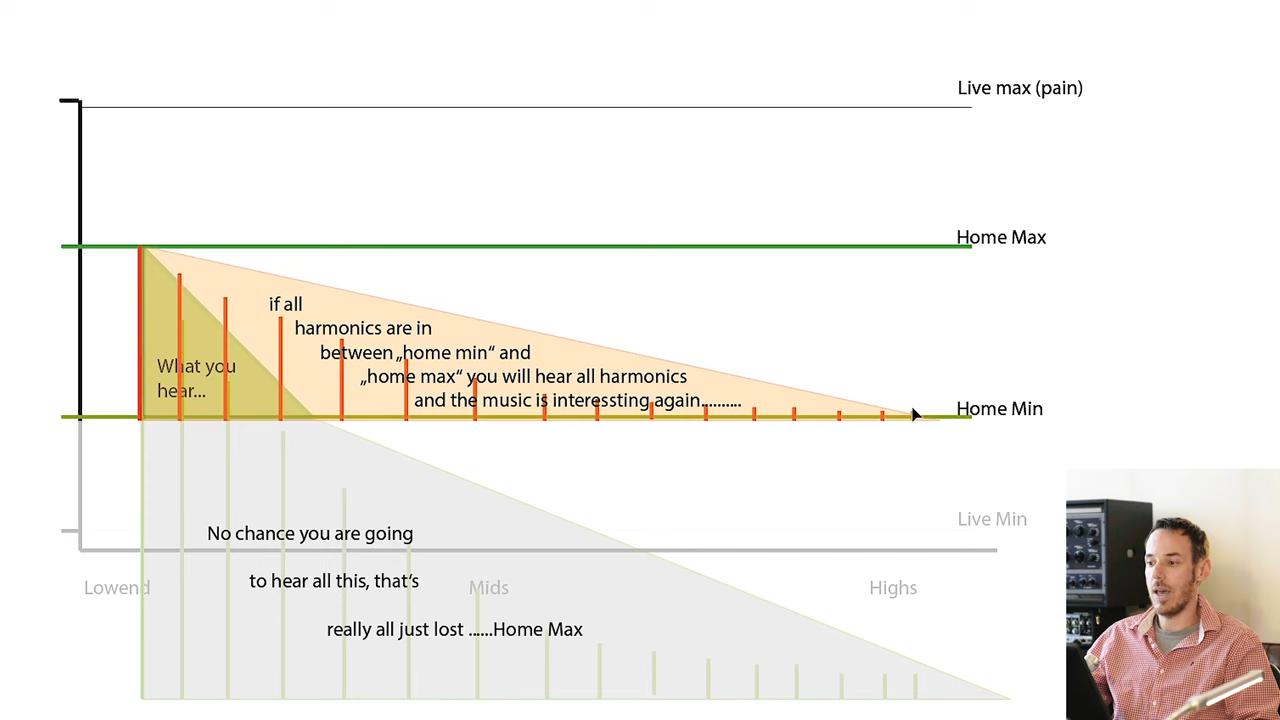 Live max (pain)
Home Max
if all
harmonics are in
between „home min“ and
What you
hear...
„home max“ you will hear all harmonics
and the music is interessting again..........
Home Min
Live Min
No chance you are going
to hear all this, that's
really all just lost ......Home Max
Lowend
Mids
Highs